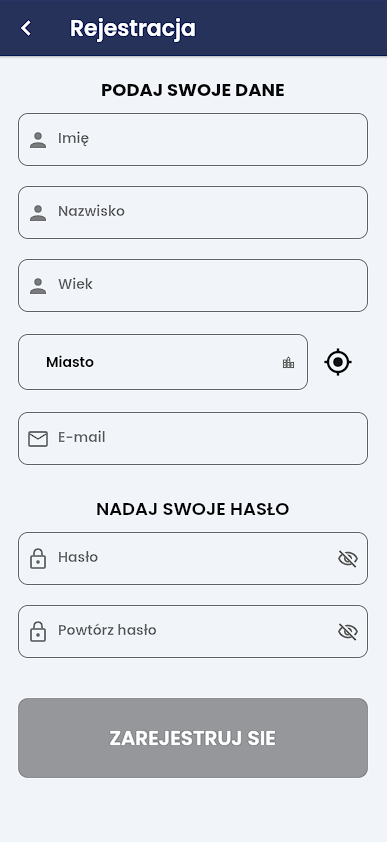 Rejestracja
PODAJ SWOJE DANE
Imię
Nazwisko
Wiek
Miasto
E-mail
NADAJ SWOJE HASŁO
Hasło
Powtórz hasło
ZAREJESTRUJ SIE